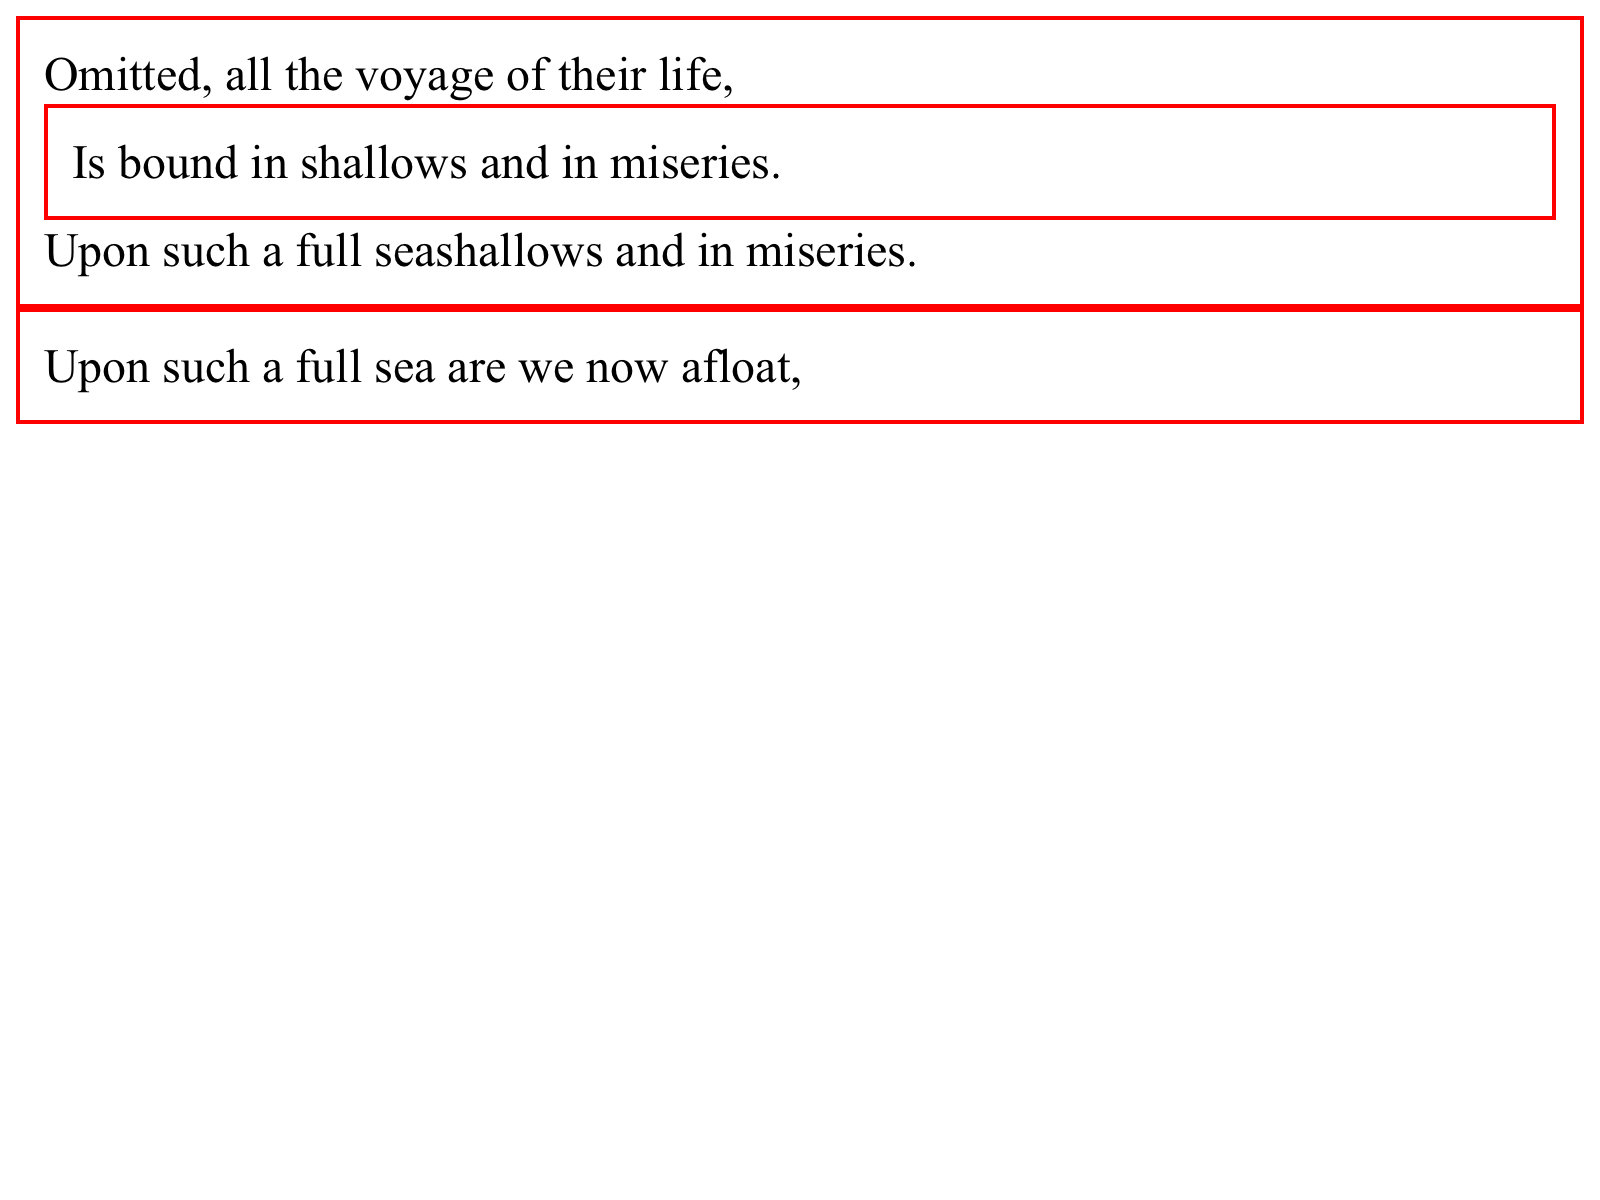 Omitted, all the voyage of their life,
Is bound in shallows and in miseries.
Upon such a full seashallows and in miseries.
Upon such a full sea are we now afloat,